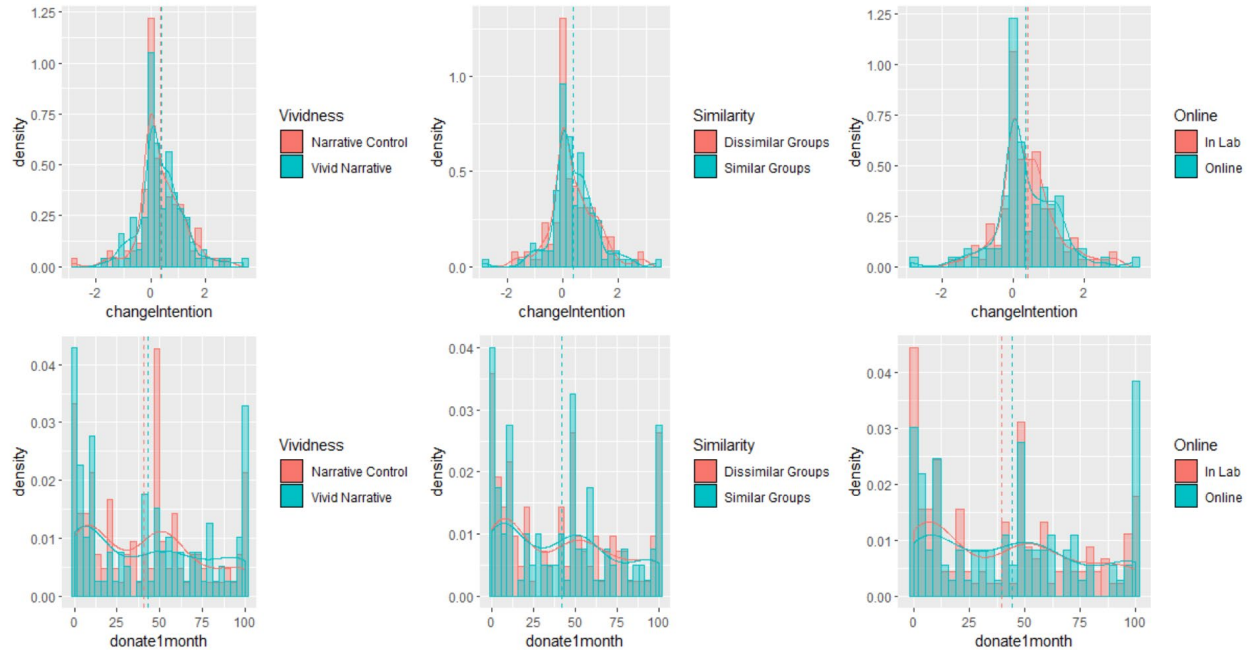 1.25
1.00
0.75
0.50
0.25
0.00
density
-2
0
2
changeIntention
Vividness
Narrative Control
Vivid Narrative
1.0
0.5
0.0
density
-2
0
2
changeIntention
Similarity
Dissimilar Groups
Similar Groups
1.25
1.00
0.75
0.50
0.25
0.00
density
-2
0
2
changeIntention
Online
In Lab
Online
0.04
0.03
0.02
0.01
0.00
density
0
25
50
75
100
donate1month
Vividness
Narrative Control
Vivid Narrative
0.04
0.03
0.02
0.01
0.00
density
0
25
50
75
100
donate1month
Similarity
Dissimilar Groups
Similar Groups
0.04
0.03
0.02
0.01
0.00
density
0
25
50
75
100
donate1month
Online
In Lab
Online